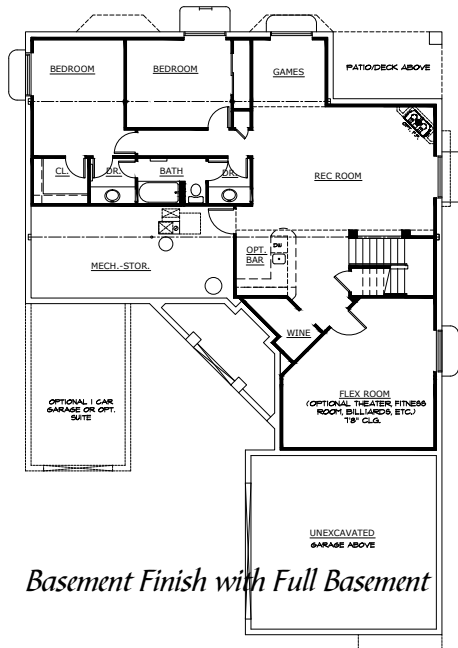 BEDROOM
BEDROOM
GAMES
PATIO/DECK ABOVE
CL.
DR.
BATH
DR.
REC ROOM
OPT.
BAR
DW
MECH.-STOR.
WINE
FLEX ROOM
(OPTIONAL THEATER, FITNESS
ROOM, BILLIARDS, ETC.)
7'8" CLG.
OPTIONAL 1 CAR
GARAGE OR OPT.
SUITE
UNEXCAVATED
GARAGE ABOVE
Basement Finish with Full Basement